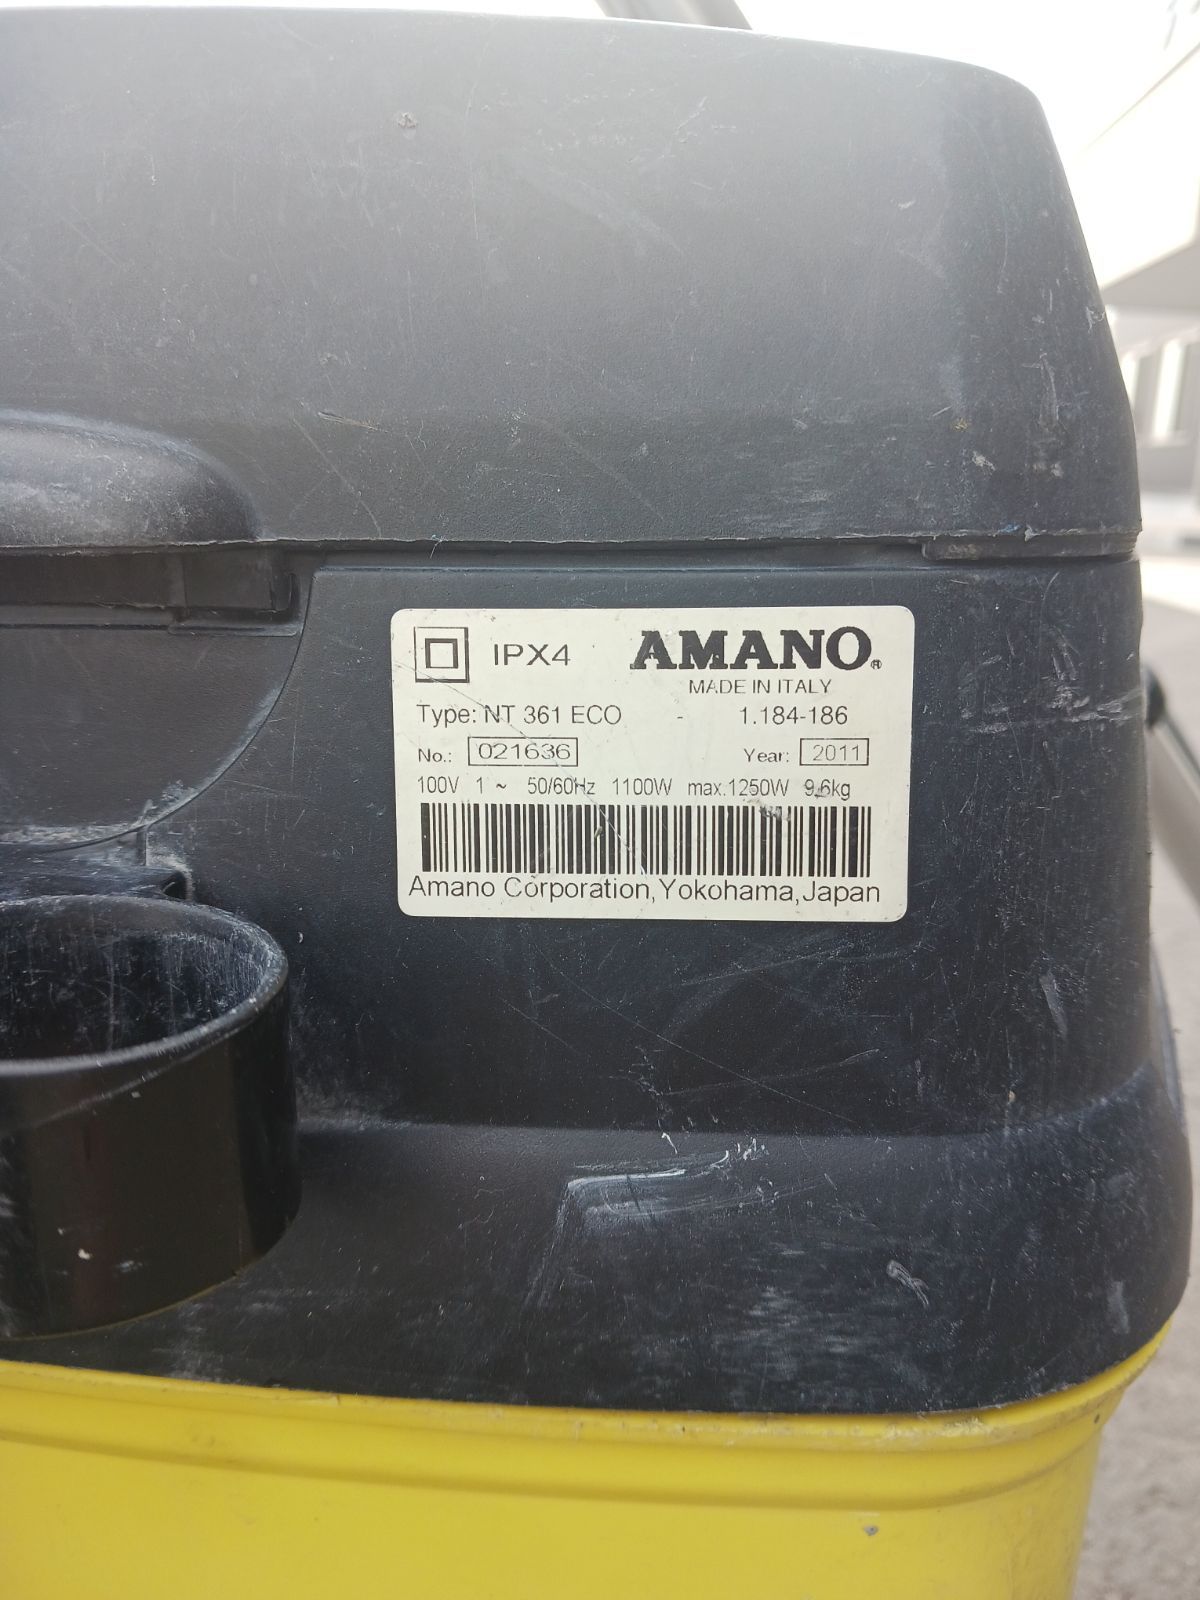 IPX4 AMANO®
MADE IN ITALY
Type: NT 361 ECO - 1.184-186
No.: 021636 Year: 2011
100V 1 ~ 50/60Hz 1100W max.1250W 9.6kg
Amano Corporation,Yokohama,Japan